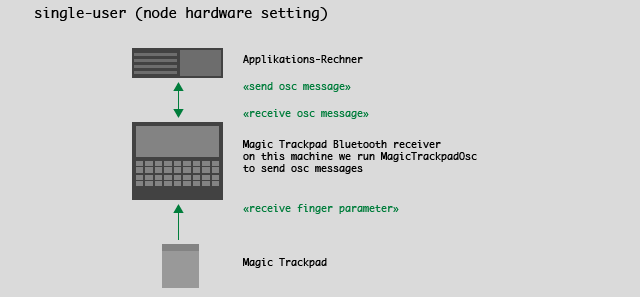 single-user (node hardware setting)
Applikations-Rechner
«send osc message»
«receive osc message»
Magic Trackpad Bluetooth receiver
on this machine we run MagicTrackpadOsc
to send osc messages
«receive finger parameter»
Magic Trackpad